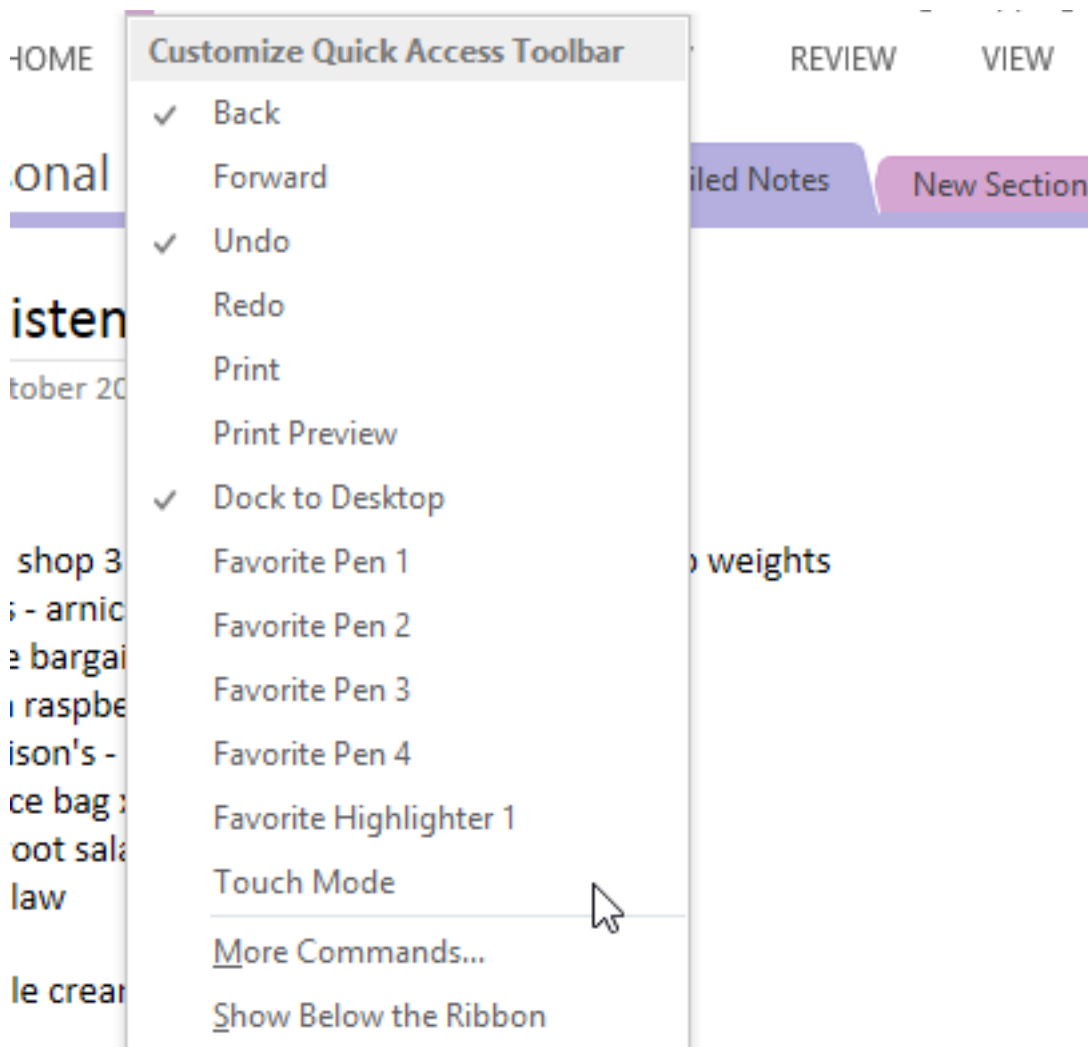 HOME
REVIEW
VIEW
Customize Quick Access Toolbar
Back
Forward
Undo
Redo
Print
Print Preview
Dock to Desktop
Favorite Pen 1
Favorite Pen 2
Favorite Pen 3
Favorite Pen 4
Favorite Highlighter 1
Touch Mode
More Commands...
Show Below the Ribbon
onal
iled Notes
New Section
isten
tober 20
shop 3
weights
s - arnic
e bargai
raspbe
ison's -
ce bag
oot sala
law
le crear